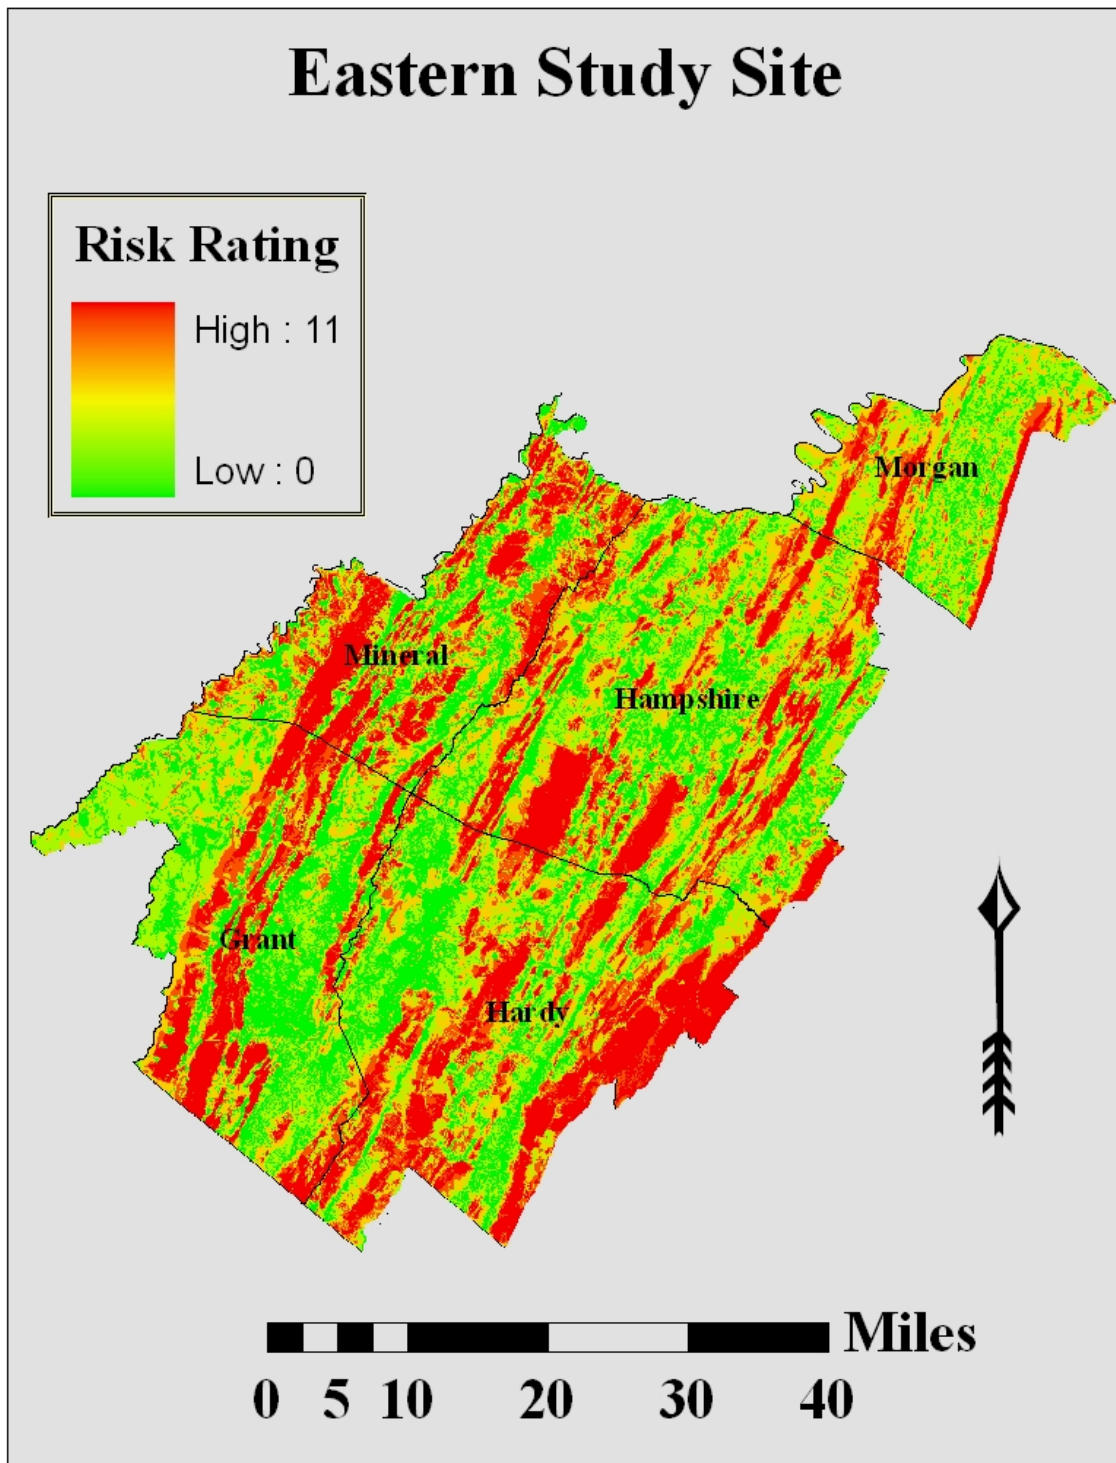 Eastern Study Site
Risk Rating
High : 11
Low : 0
Morgan
Mineral
Hampshire
Grant
Hardy
Miles
0 5 10 20 30 40